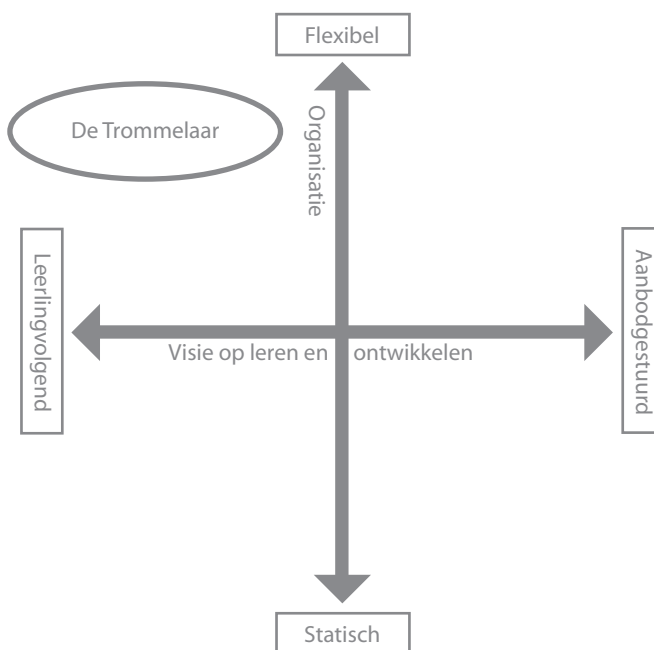 Flexibel
De Trommelaar
Organisatie
Leerlingvolgend
Aanbodgestuurd
Visie op leren en ontwikkelen
Statisch